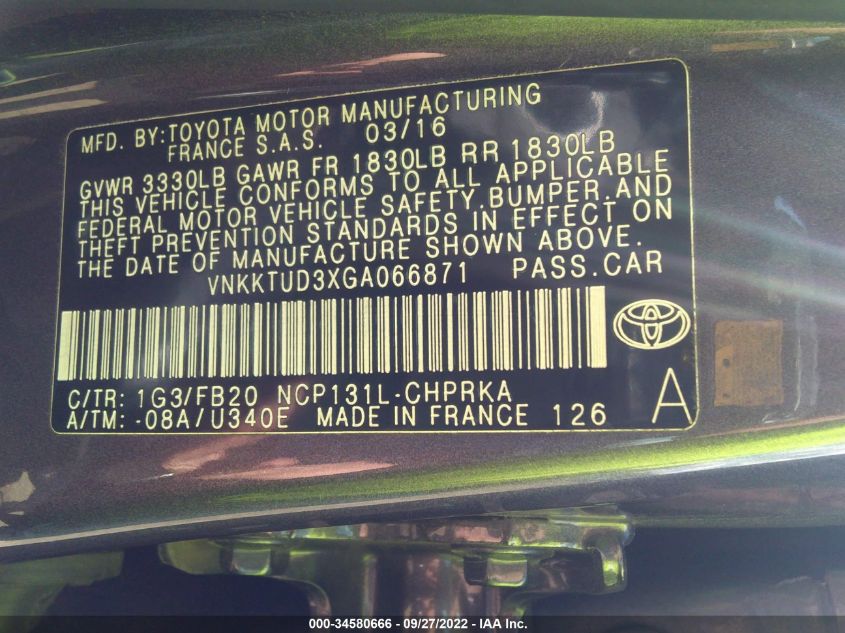 MFD. BY:TOYOTA MOTOR MANUFACTURING
FRANCE S.A.S. 03/16
GVWR 3330LB GAWR FR 1830LB RR 1830LB
THIS VEHICLE CONFORMS TO ALL APPLICABLE
FEDERAL MOTOR VEHICLE SAFETY,BUMPER,AND
THEFT PREVENTION STANDARDS IN EFFECT ON
THE DATE OF MANUFACTURE SHOWN ABOVE.
VNKKTUD3XGA066871 PASS.CAR
C/TR: 1G3/FB20 NCP131L-CHPRKA
A/TM: -08A/U340E MADE IN FRANCE 126
A
000-34580666 - 09/27/2022 - IAA Inc.